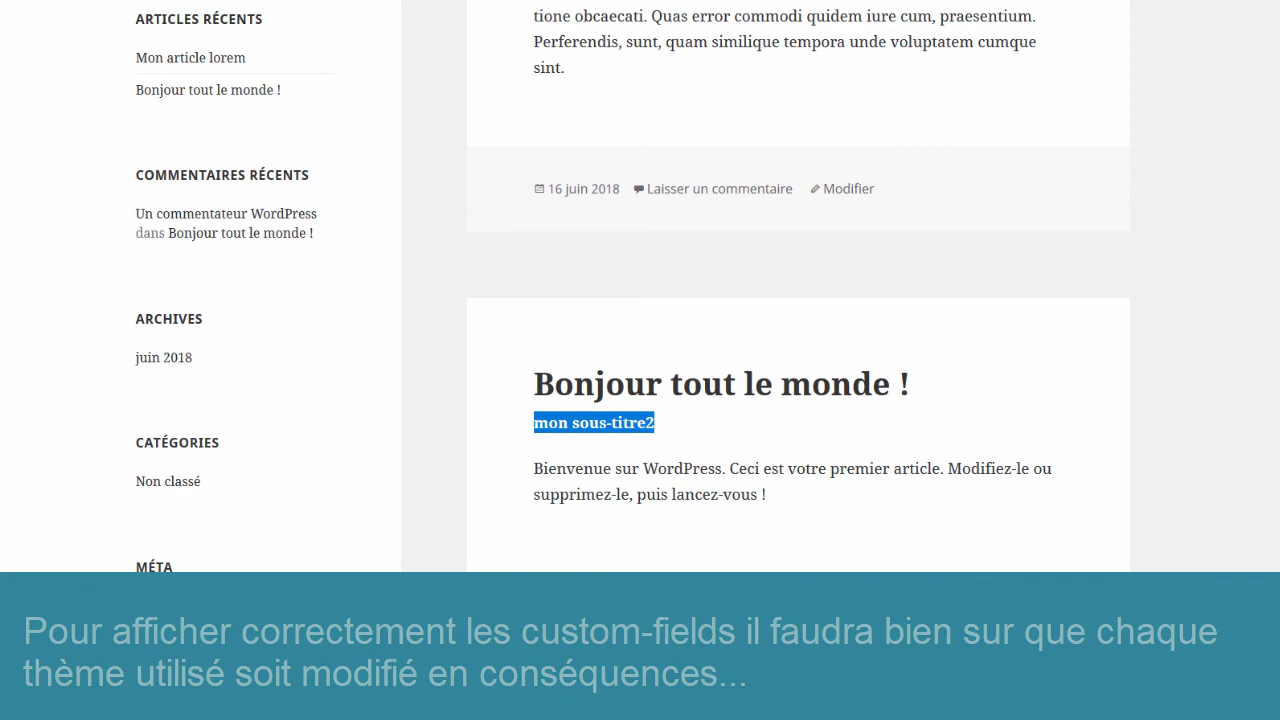 ARTICLES RÉCENTS
Mon article lorem
Bonjour tout le monde !
COMMENTAIRES RÉCENTS
Un commentateur WordPress
dans Bonjour tout le monde !
ARCHIVES
juin 2018
CATÉGORIES
Non classé
MÉTA
tione obcaecati. Quas error commodi quidem iure cum, praesentium.
Perferendis, sunt, quam similique tempora unde voluptatem cumque
sint.
16 juin 2018 Laisser un commentaire Modifier
Bonjour tout le monde !
mon sous-titre2
Bienvenue sur WordPress. Ceci est votre premier article. Modifiez-le ou
supprimez-le, puis lancez-vous !
Pour afficher correctement les custom-fields il faudra bien sur que chaque
thème utilisé soit modifié en conséquences...